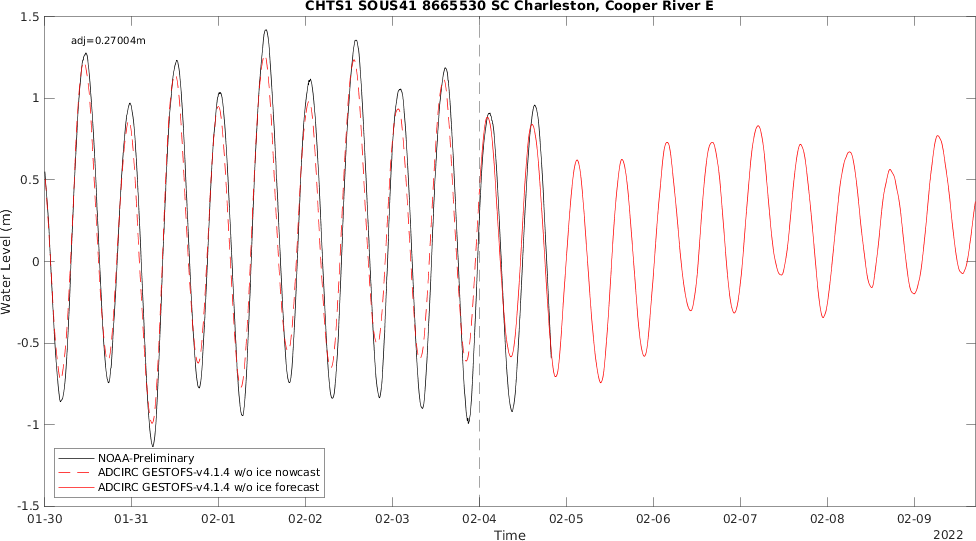 CHTS1 SOUS41 8665530 SC Charleston, Cooper River E
adj=0.27004m
1.5
1
0.5
0
-0.5
-1
-1.5
Water Level (m)
NOAA-Preliminary
ADCIRC GESTOFS-v4.1.4 w/o ice nowcast
ADCIRC GESTOFS-v4.1.4 w/o ice forecast
01-30 01-31 02-01 02-02 02-03 02-04 02-05 02-06 02-07 02-08 02-09
Time
2022